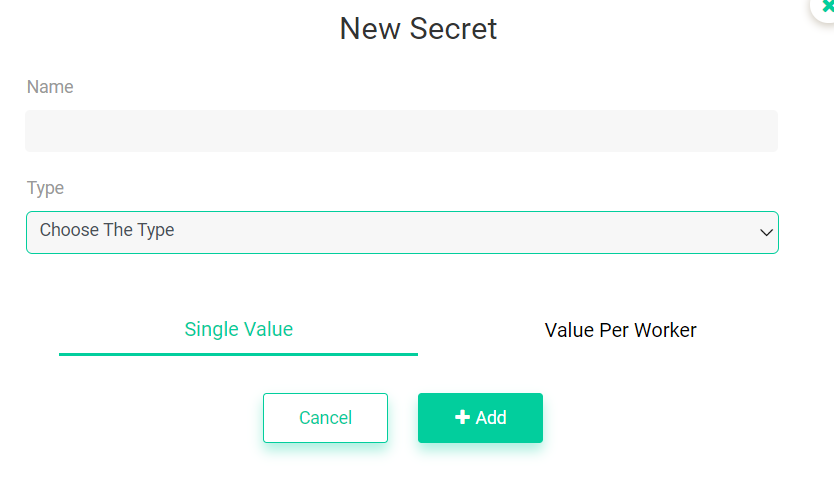 New Secret
Name
Type
Choose The Type
Single Value
Value Per Worker
Cancel
Add